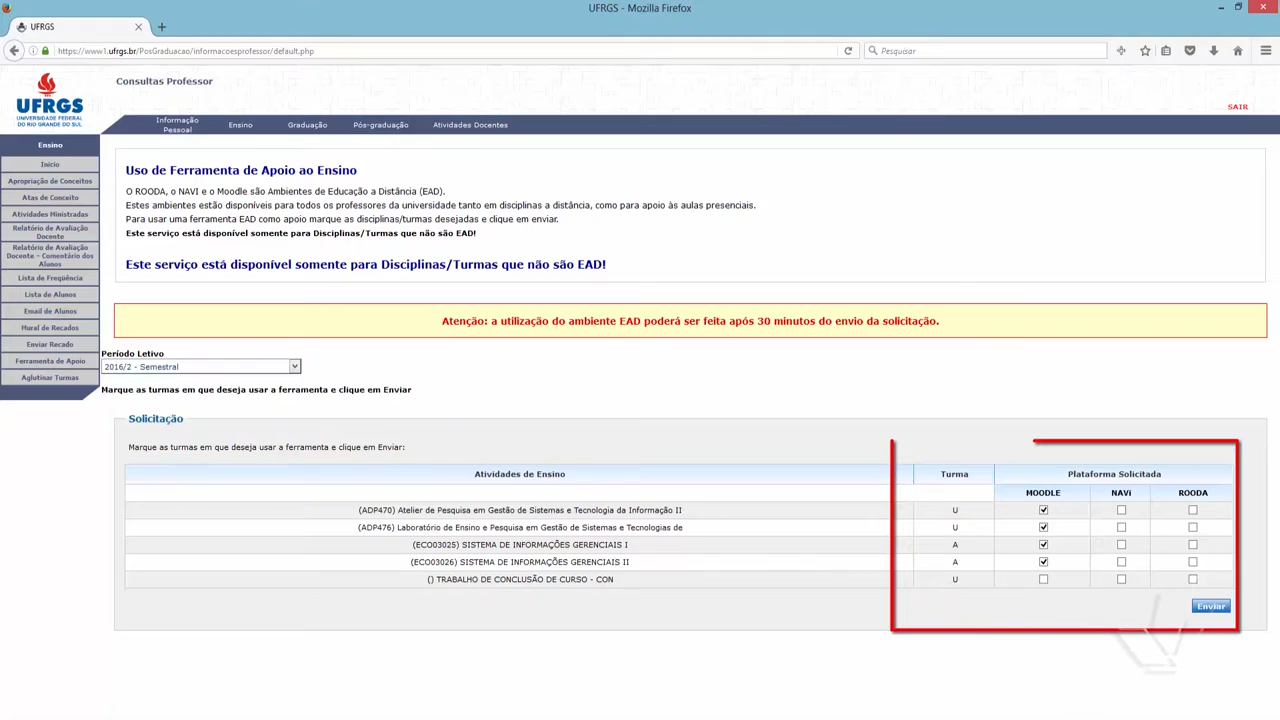 UFRGS - Mozilla Firefox
UFRGS
https://www1.ufrgs.br/PosGraduacao/informacoesprofessor/default.php
Pesquisar
UFRGS
UNIVERSIDADE FEDERAL
DO RIO GRANDE DO SUL
Consultas Professor
SAIR
Informação Pessoal
Ensino
Graduação
Pós-graduação
Atividades Docentes
Ensino
Início
Apropriação de Conceitos
Atas de Conceito
Atividades Ministradas
Relatório de Avaliação
Docente
Relatório de Avaliação
Docente - Comentário dos
Alunos
Lista de Freqüência
Lista de Alunos
Email de Alunos
Mural de Recados
Enviar Recado
Ferramenta de Apoio
Aglutinar Turmas
Uso de Ferramenta de Apoio ao Ensino
O ROODA, o NAVI e o Moodle são Ambientes de Educação a Distância (EAD).
Estes ambientes estão disponíveis para todos os professores da universidade tanto em disciplinas a distância, como para apoio às aulas presenciais.
Para usar uma ferramenta EAD como apoio marque as disciplinas/turmas desejadas e clique em enviar.
Este serviço está disponível somente para Disciplinas/Turmas que não são EAD!
Este serviço está disponível somente para Disciplinas/Turmas que não são EAD!
Atenção: a utilização do ambiente EAD poderá ser feita após 30 minutos do envio da solicitação.
Período Letivo
2016/2 - Semestral
Marque as turmas em que deseja usar a ferramenta e clique em Enviar
Solicitação
Marque as turmas em que deseja usar a ferramenta e clique em Enviar:
Atividades de Ensino Turma Plataforma Solicitada
MOODLE NAVi ROODA
(ADP470) Atelier de Pesquisa em Gestão de Sistemas e Tecnologia da Informação II U
(ADP476) Laboratório de Ensino e Pesquisa em Gestão de Sistemas e Tecnologias de U
(ECO03025) SISTEMA DE INFORMAÇÕES GERENCIAIS I A
(ECO03026) SISTEMA DE INFORMAÇÕES GERENCIAIS II A
() TRABALHO DE CONCLUSÃO DE CURSO - CON U
Enviar